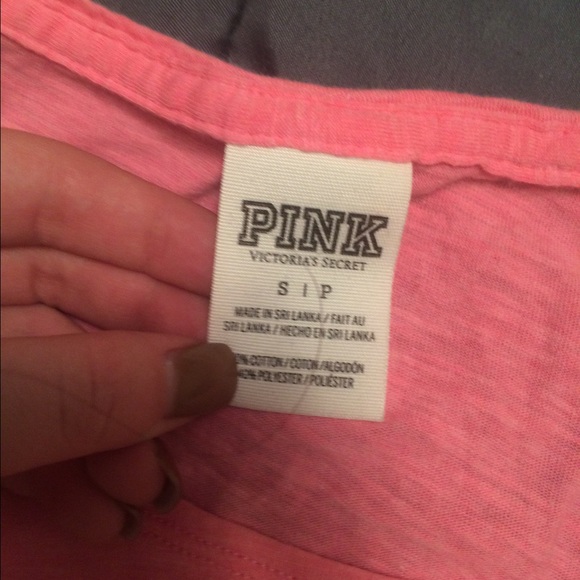 PINK
VICTORIA'S SECRET
S | P
MADE IN SRI LANKA / FAIT AU
SRI LANKA / HECHO EN SRI LANKA
COTTON / COTON / ALGODÓN
40% POLYESTER / POLIÉSTER